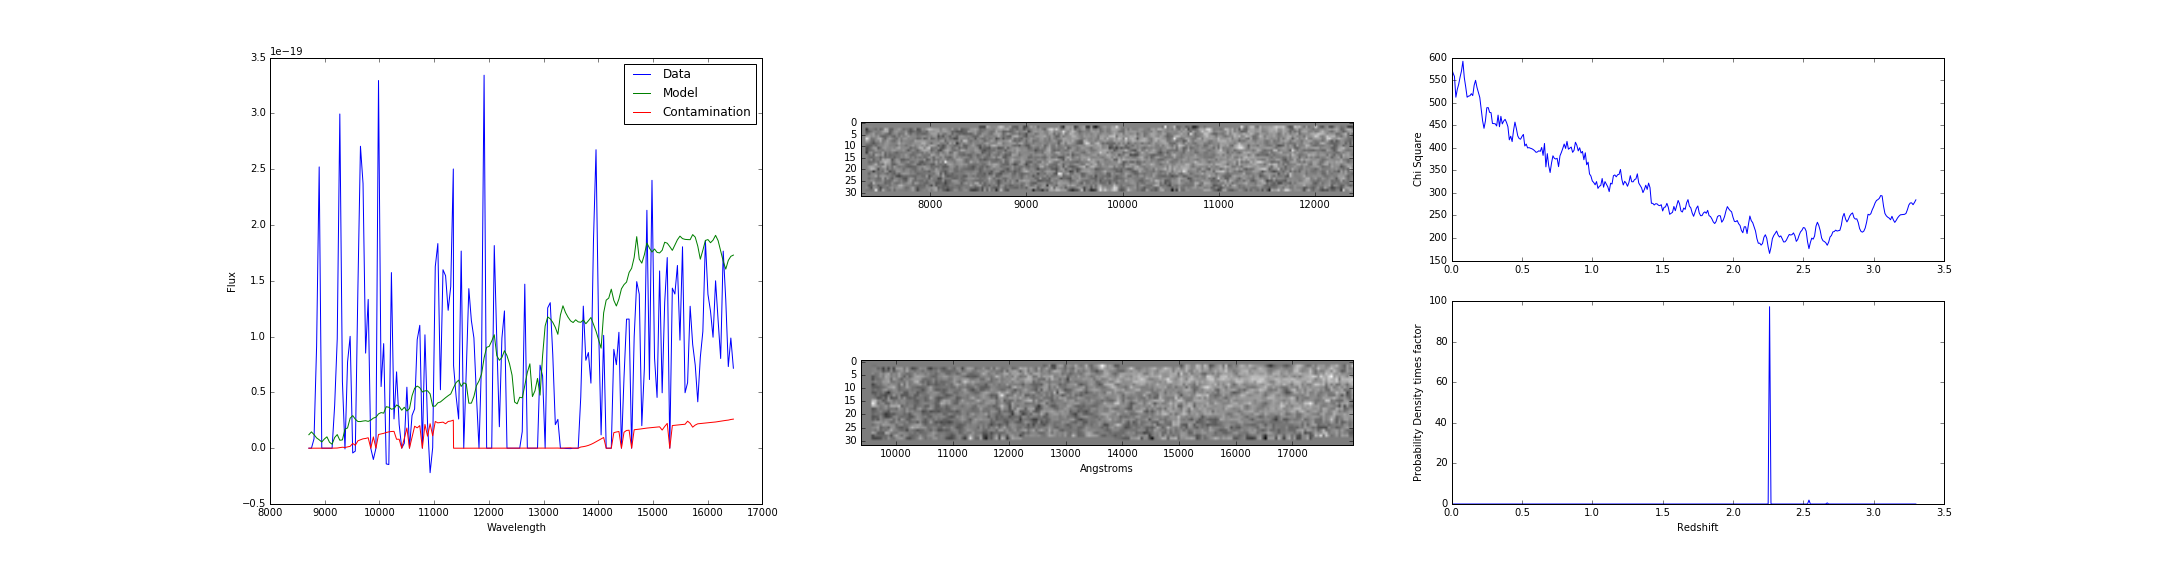 1e−19
3.5
3.0
2.5
2.0
1.5
1.0
0.5
0.0
−0.5
Flux
8000 9000 10000 11000 12000 13000 14000 15000 16000 17000
Wavelength
Data
Model
Contamination
0
5
10
15
20
25
30
8000 9000 10000 11000 12000
0
5
10
15
20
25
30
10000 11000 12000 13000 14000 15000 16000 17000
Angstroms
600
550
500
450
400
350
300
250
200
150
Chi Square
0.0 0.5 1.0 1.5 2.0 2.5 3.0 3.5
100
80
60
40
20
0
Probability Density times factor
0.0 0.5 1.0 1.5 2.0 2.5 3.0 3.5
Redshift